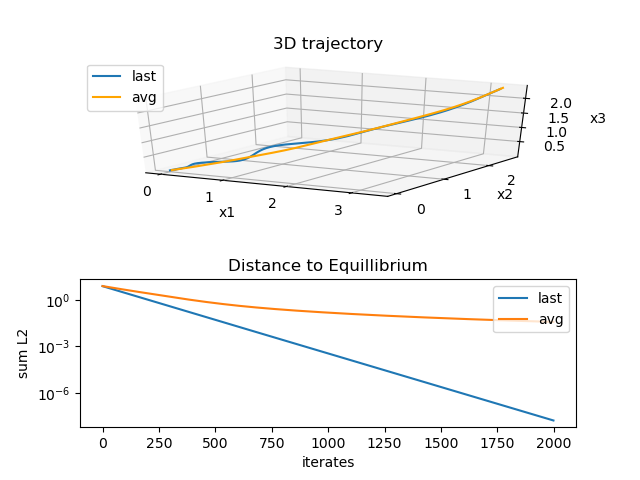 3D trajectory
last
avg
2.0
1.5
1.0
0.5
x3
0
1
2
3
x1
0
1
2
x2
Distance to Equillibrium
last
avg
10^0
10^-3
10^-6
sum L2
0 250 500 750 1000 1250 1500 1750 2000
iterates